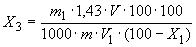 X₃ = m₁ · 1,43 · V · 100 · 100
1000 · m · V₁ · (100 − X₁)